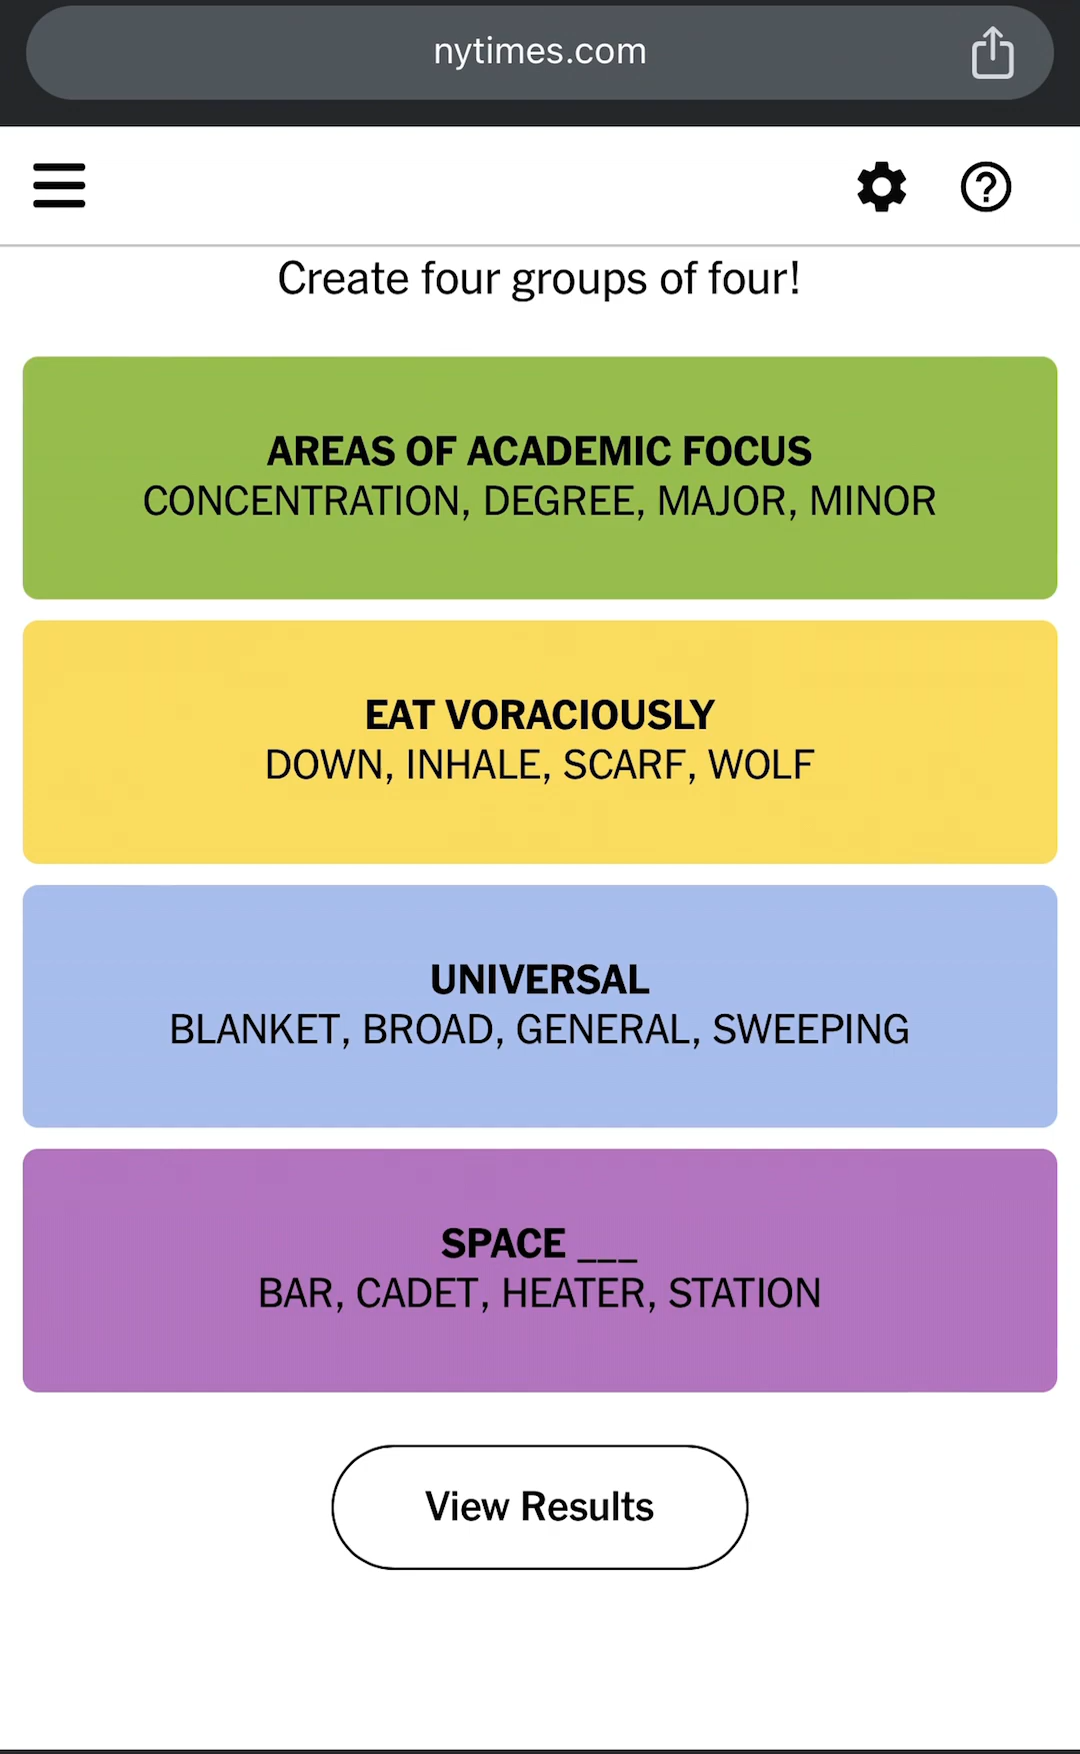 nytimes.com
Create four groups of four!
AREAS OF ACADEMIC FOCUS
CONCENTRATION, DEGREE, MAJOR, MINOR
EAT VORACIOUSLY
DOWN, INHALE, SCARF, WOLF
UNIVERSAL
BLANKET, BROAD, GENERAL, SWEEPING
SPACE ___
BAR, CADET, HEATER, STATION
View Results